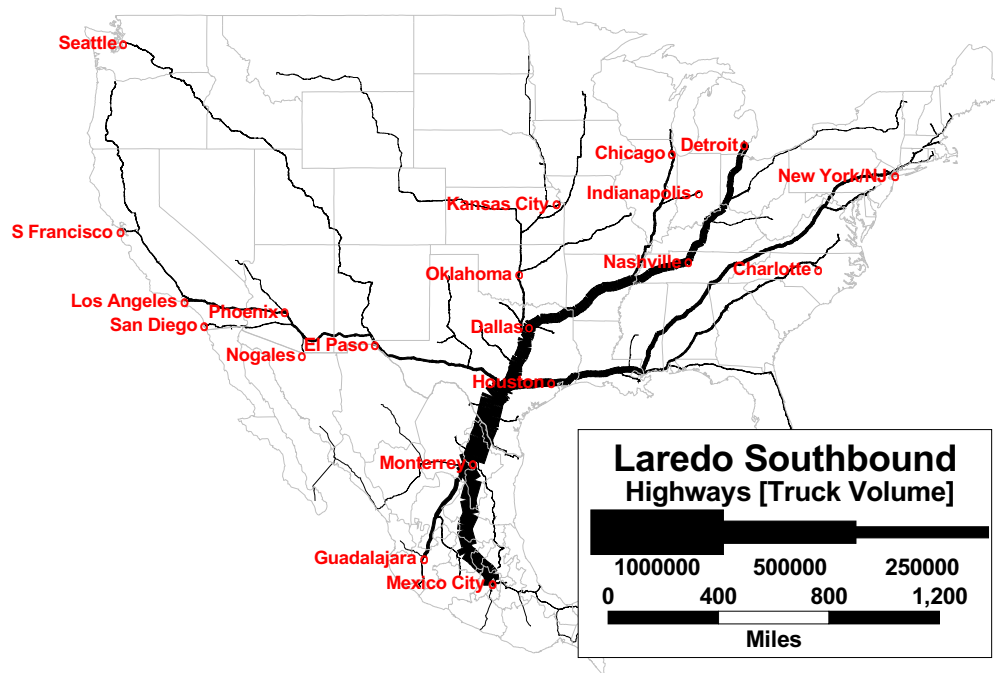 Seattle
Chicago
Detroit
New York/NJ
Indianapolis
Kansas City
S Francisco
Nashville
Charlotte
Oklahoma
Los Angeles
Phoenix
San Diego
Dallas
El Paso
Nogales
Houston
Monterrey
Guadalajara
Mexico City
Laredo Southbound
Highways [Truck Volume]
1000000 500000 250000
0 400 800 1,200
Miles